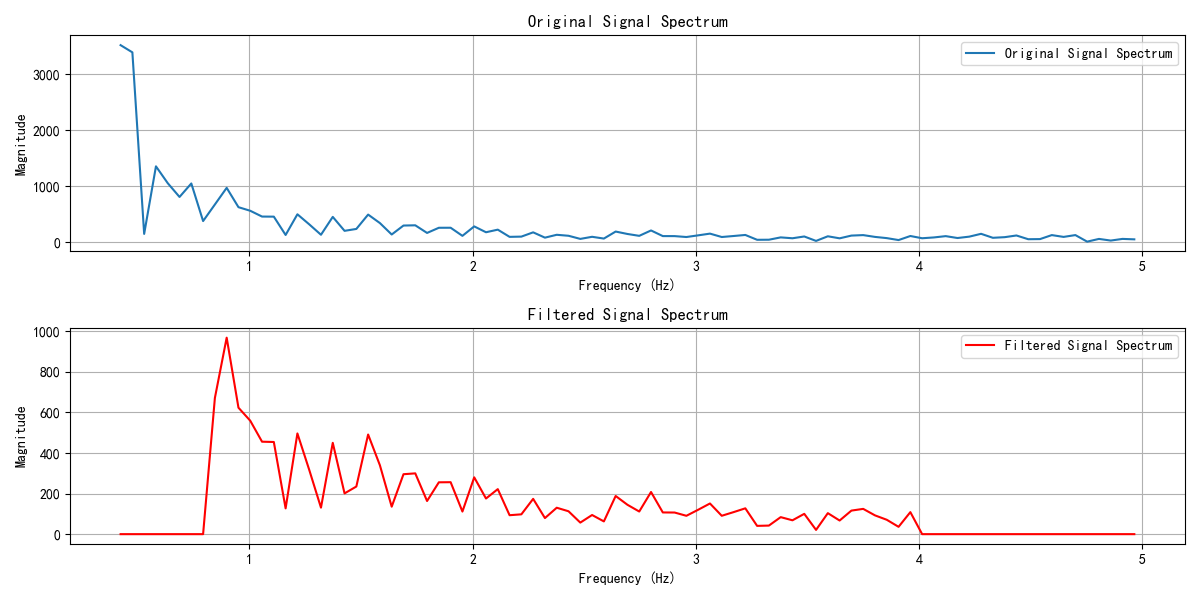 Original Signal Spectrum
Original Signal Spectrum
3000
2000
1000
0
Magnitude
1 2 3 4 5
Frequency (Hz)
Filtered Signal Spectrum
Filtered Signal Spectrum
1000
800
600
400
200
0
Magnitude
1 2 3 4 5
Frequency (Hz)